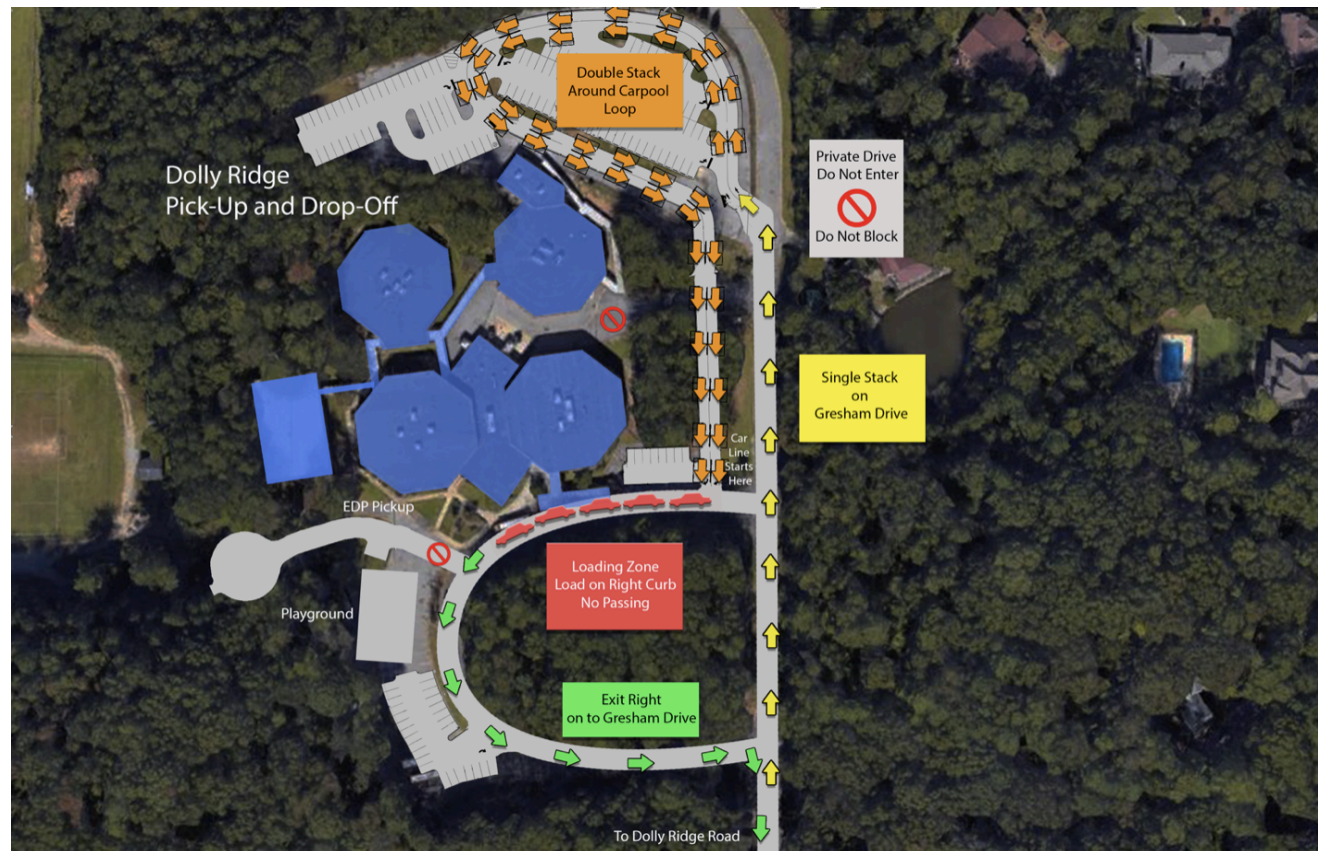 Double Stack
Around Carpool
Loop
Dolly Ridge
Pick-Up and Drop-Off
Private Drive
Do Not Enter
Do Not Block
Single Stack
on
Gresham Drive
Car
Line
Starts
Here
EDP Pickup
Loading Zone
Load on Right Curb
No Passing
Playground
Exit Right
on to Gresham Drive
To Dolly Ridge Road